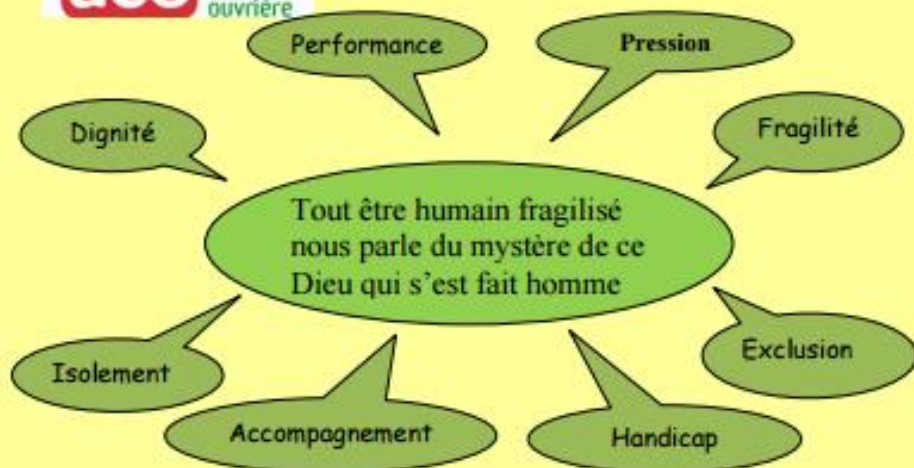 ouvrière
Performance
Pression
Dignité
Fragilité
Tout être humain fragilisé
nous parle du mystère de ce
Dieu qui s'est fait homme
Isolement
Exclusion
Accompagnement
Handicap